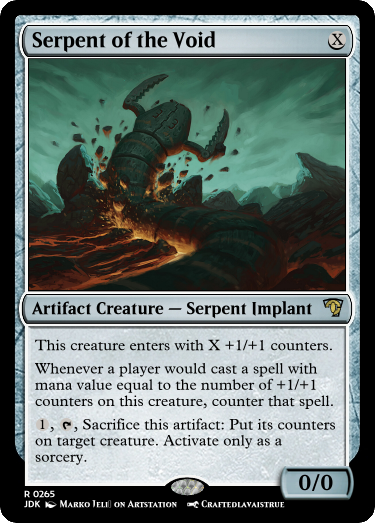 Serpent of the Void X
Artifact Creature — Serpent Implant
This creature enters with X +1/+1 counters.
Whenever a player would cast a spell with
mana value equal to the number of +1/+1
counters on this creature, counter that spell.
1, , Sacrifice this artifact: Put its counters
on target creature. Activate only as a
sorcery.
0/0
R 0265
JDK Marko Jeli on Artstation Craftedlavaistrue